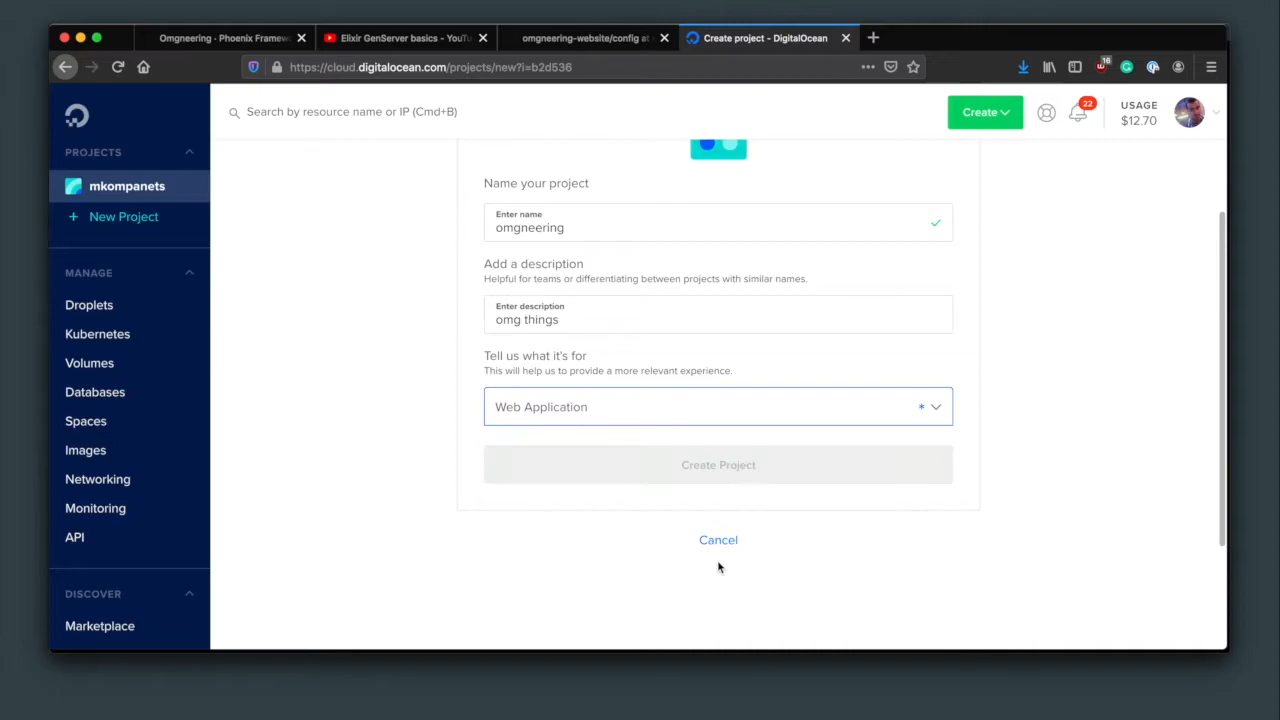 Omgneering · Phoenix Framew
Elixir GenServer basics - YouTu
omgneering-website/config at
Create project - DigitalOcean
https://cloud.digitalocean.com/projects/new?i=b2d536
16
Search by resource name or IP (Cmd+B)
Create
22
USAGE
$12.70
PROJECTS
mkompanets
+ New Project
MANAGE
Droplets
Kubernetes
Volumes
Databases
Spaces
Images
Networking
Monitoring
API
DISCOVER
Marketplace
Name your project
Enter name
omgneering
Add a description
Helpful for teams or differentiating between projects with similar names.
Enter description
omg things
Tell us what it's for
This will help us to provide a more relevant experience.
Web Application
*
Create Project
Cancel